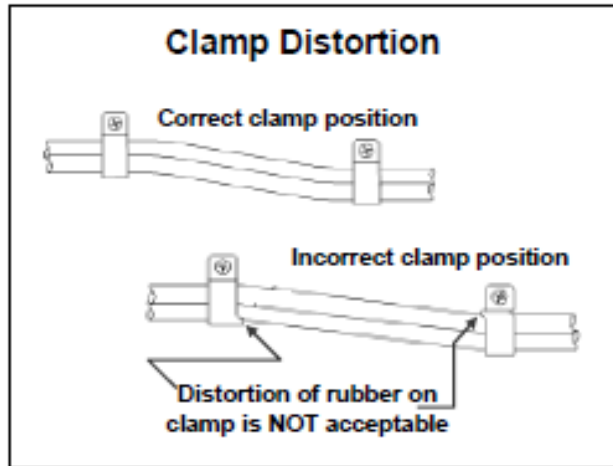 Clamp Distortion
Correct clamp position
Incorrect clamp position
Distortion of rubber on
clamp is NOT acceptable